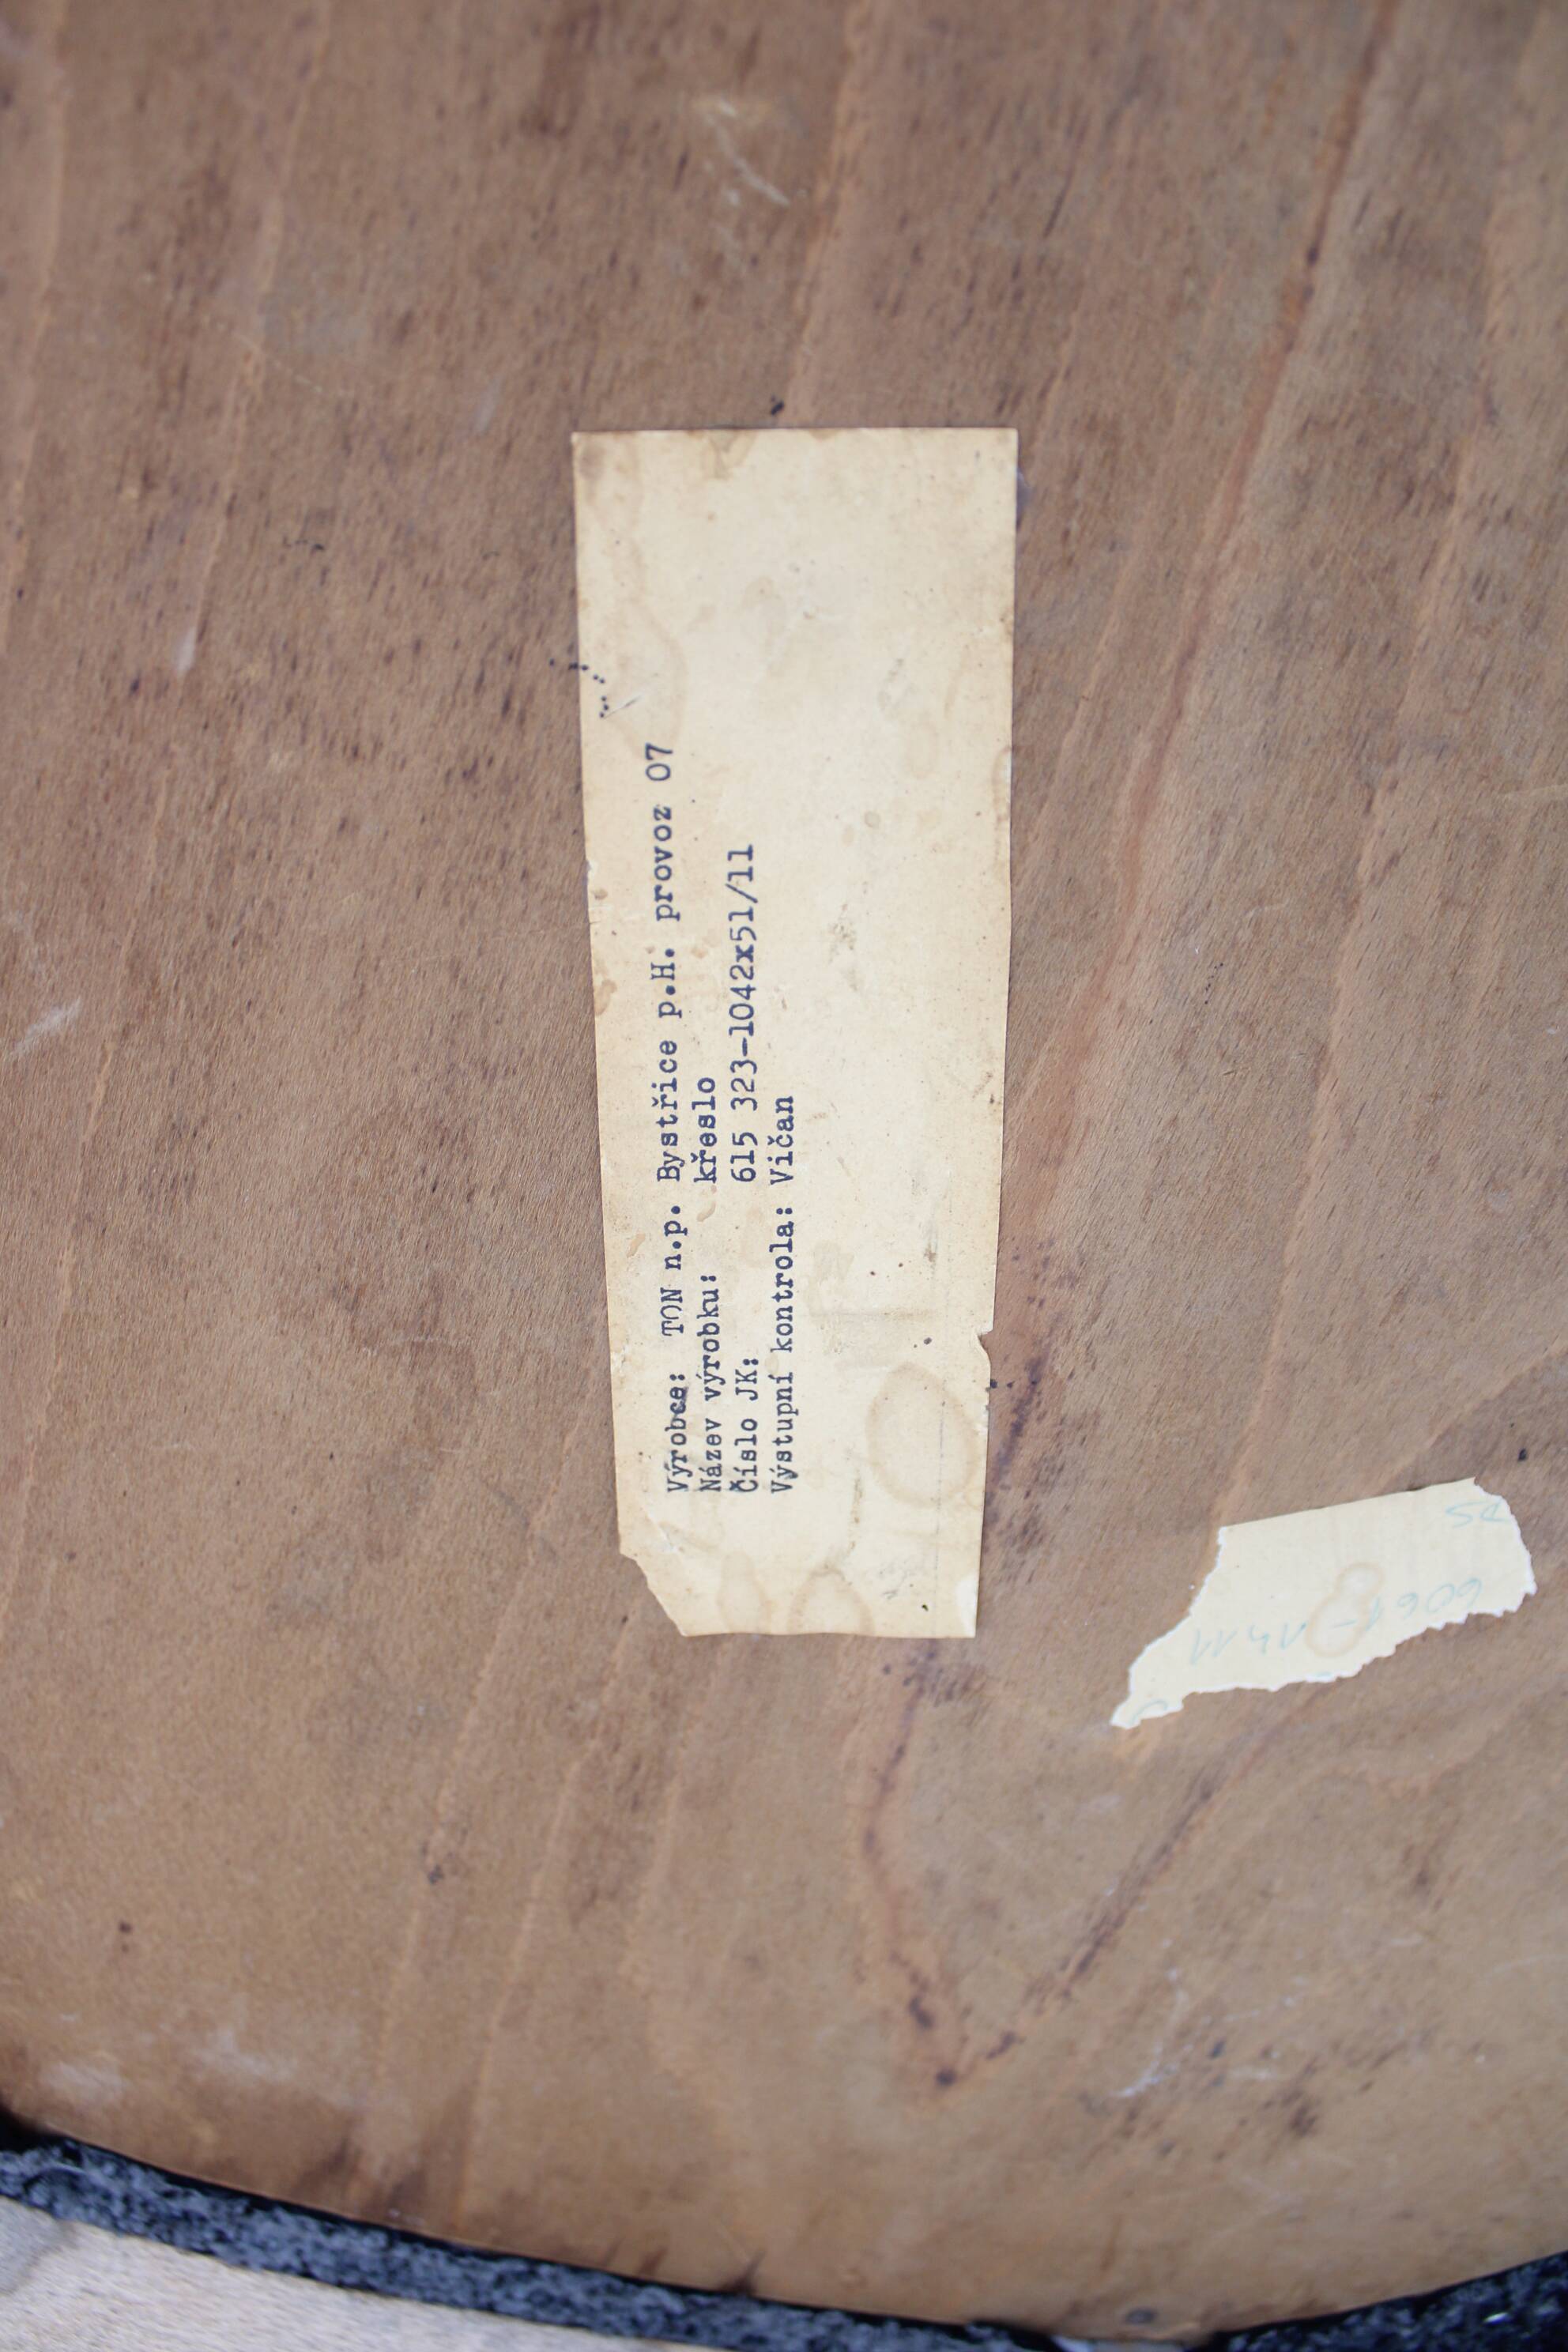 Výrobce: TON n.p. Bystřice p.H. provoz 07
Název výrobku: křeslo
Číslo JK: 615 323-1042x51/11
Výstupní kontrola: Vičan